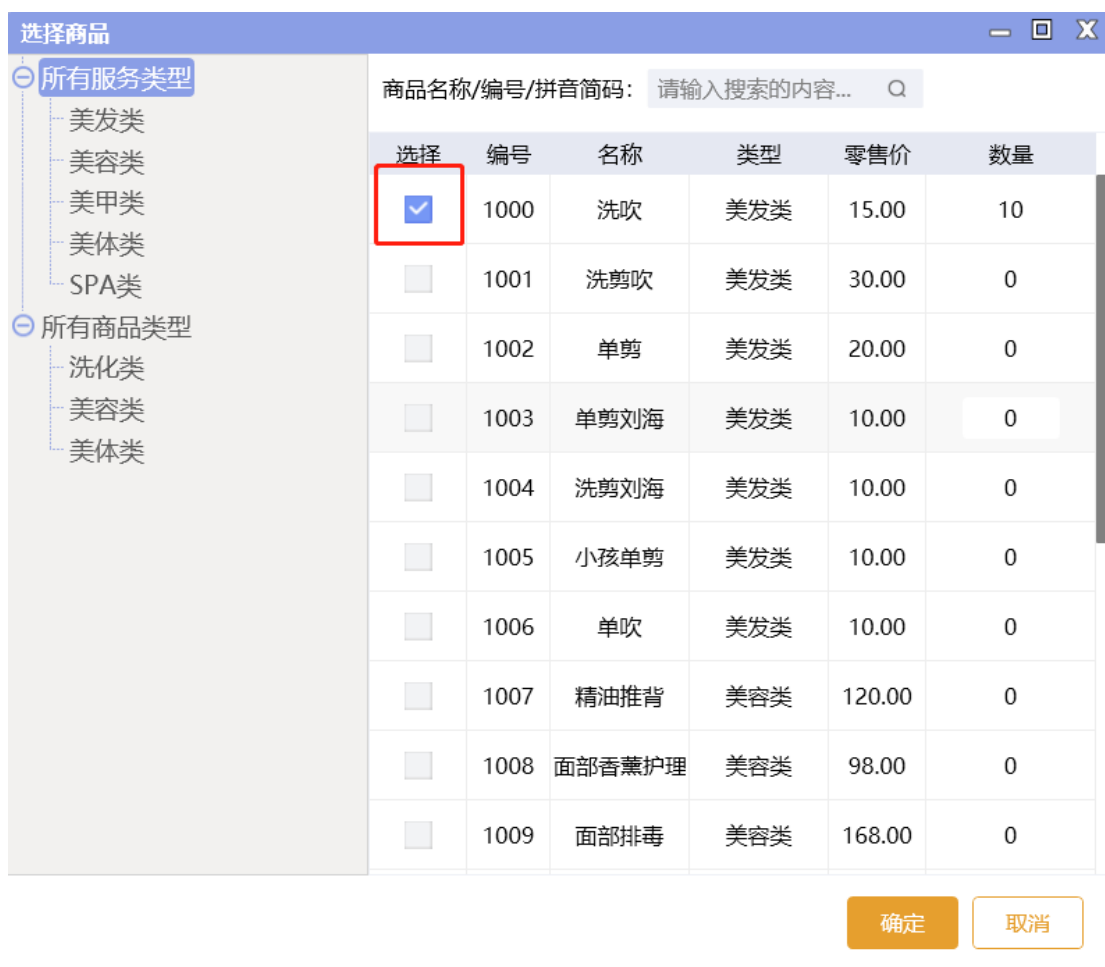 选择商品
所有服务类型
美发类
美容类
美甲类
美体类
SPA类
所有商品类型
洗化类
美容类
美体类
商品名称/编号/拼音简码： 请输入搜索的内容...
选择 编号 名称 类型 零售价 数量
1000 洗吹 美发类 15.00 10
1001 洗剪吹 美发类 30.00 0
1002 单剪 美发类 20.00 0
1003 单剪刘海 美发类 10.00 0
1004 洗剪刘海 美发类 10.00 0
1005 小孩单剪 美发类 10.00 0
1006 单吹 美发类 10.00 0
1007 精油推背 美容类 120.00 0
1008 面部香薰护理 美容类 98.00 0
1009 面部排毒 美容类 168.00 0
确定 取消